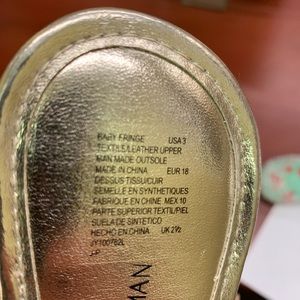 BABY FRINGE USA 3
TEXTILE/LEATHER UPPER
MAN MADE OUTSOLE
MADE IN CHINA EUR 18
DESSUS TISSU/CUIR
SEMELLE EN SYNTHETIQUES
FABRIQUE EN CHINE MEX 10
PARTE SUPERIOR TEXTIL/PIEL
SUELA DE SINTETICO
HECHO EN CHINA UK 2½
JY100782L
MAN